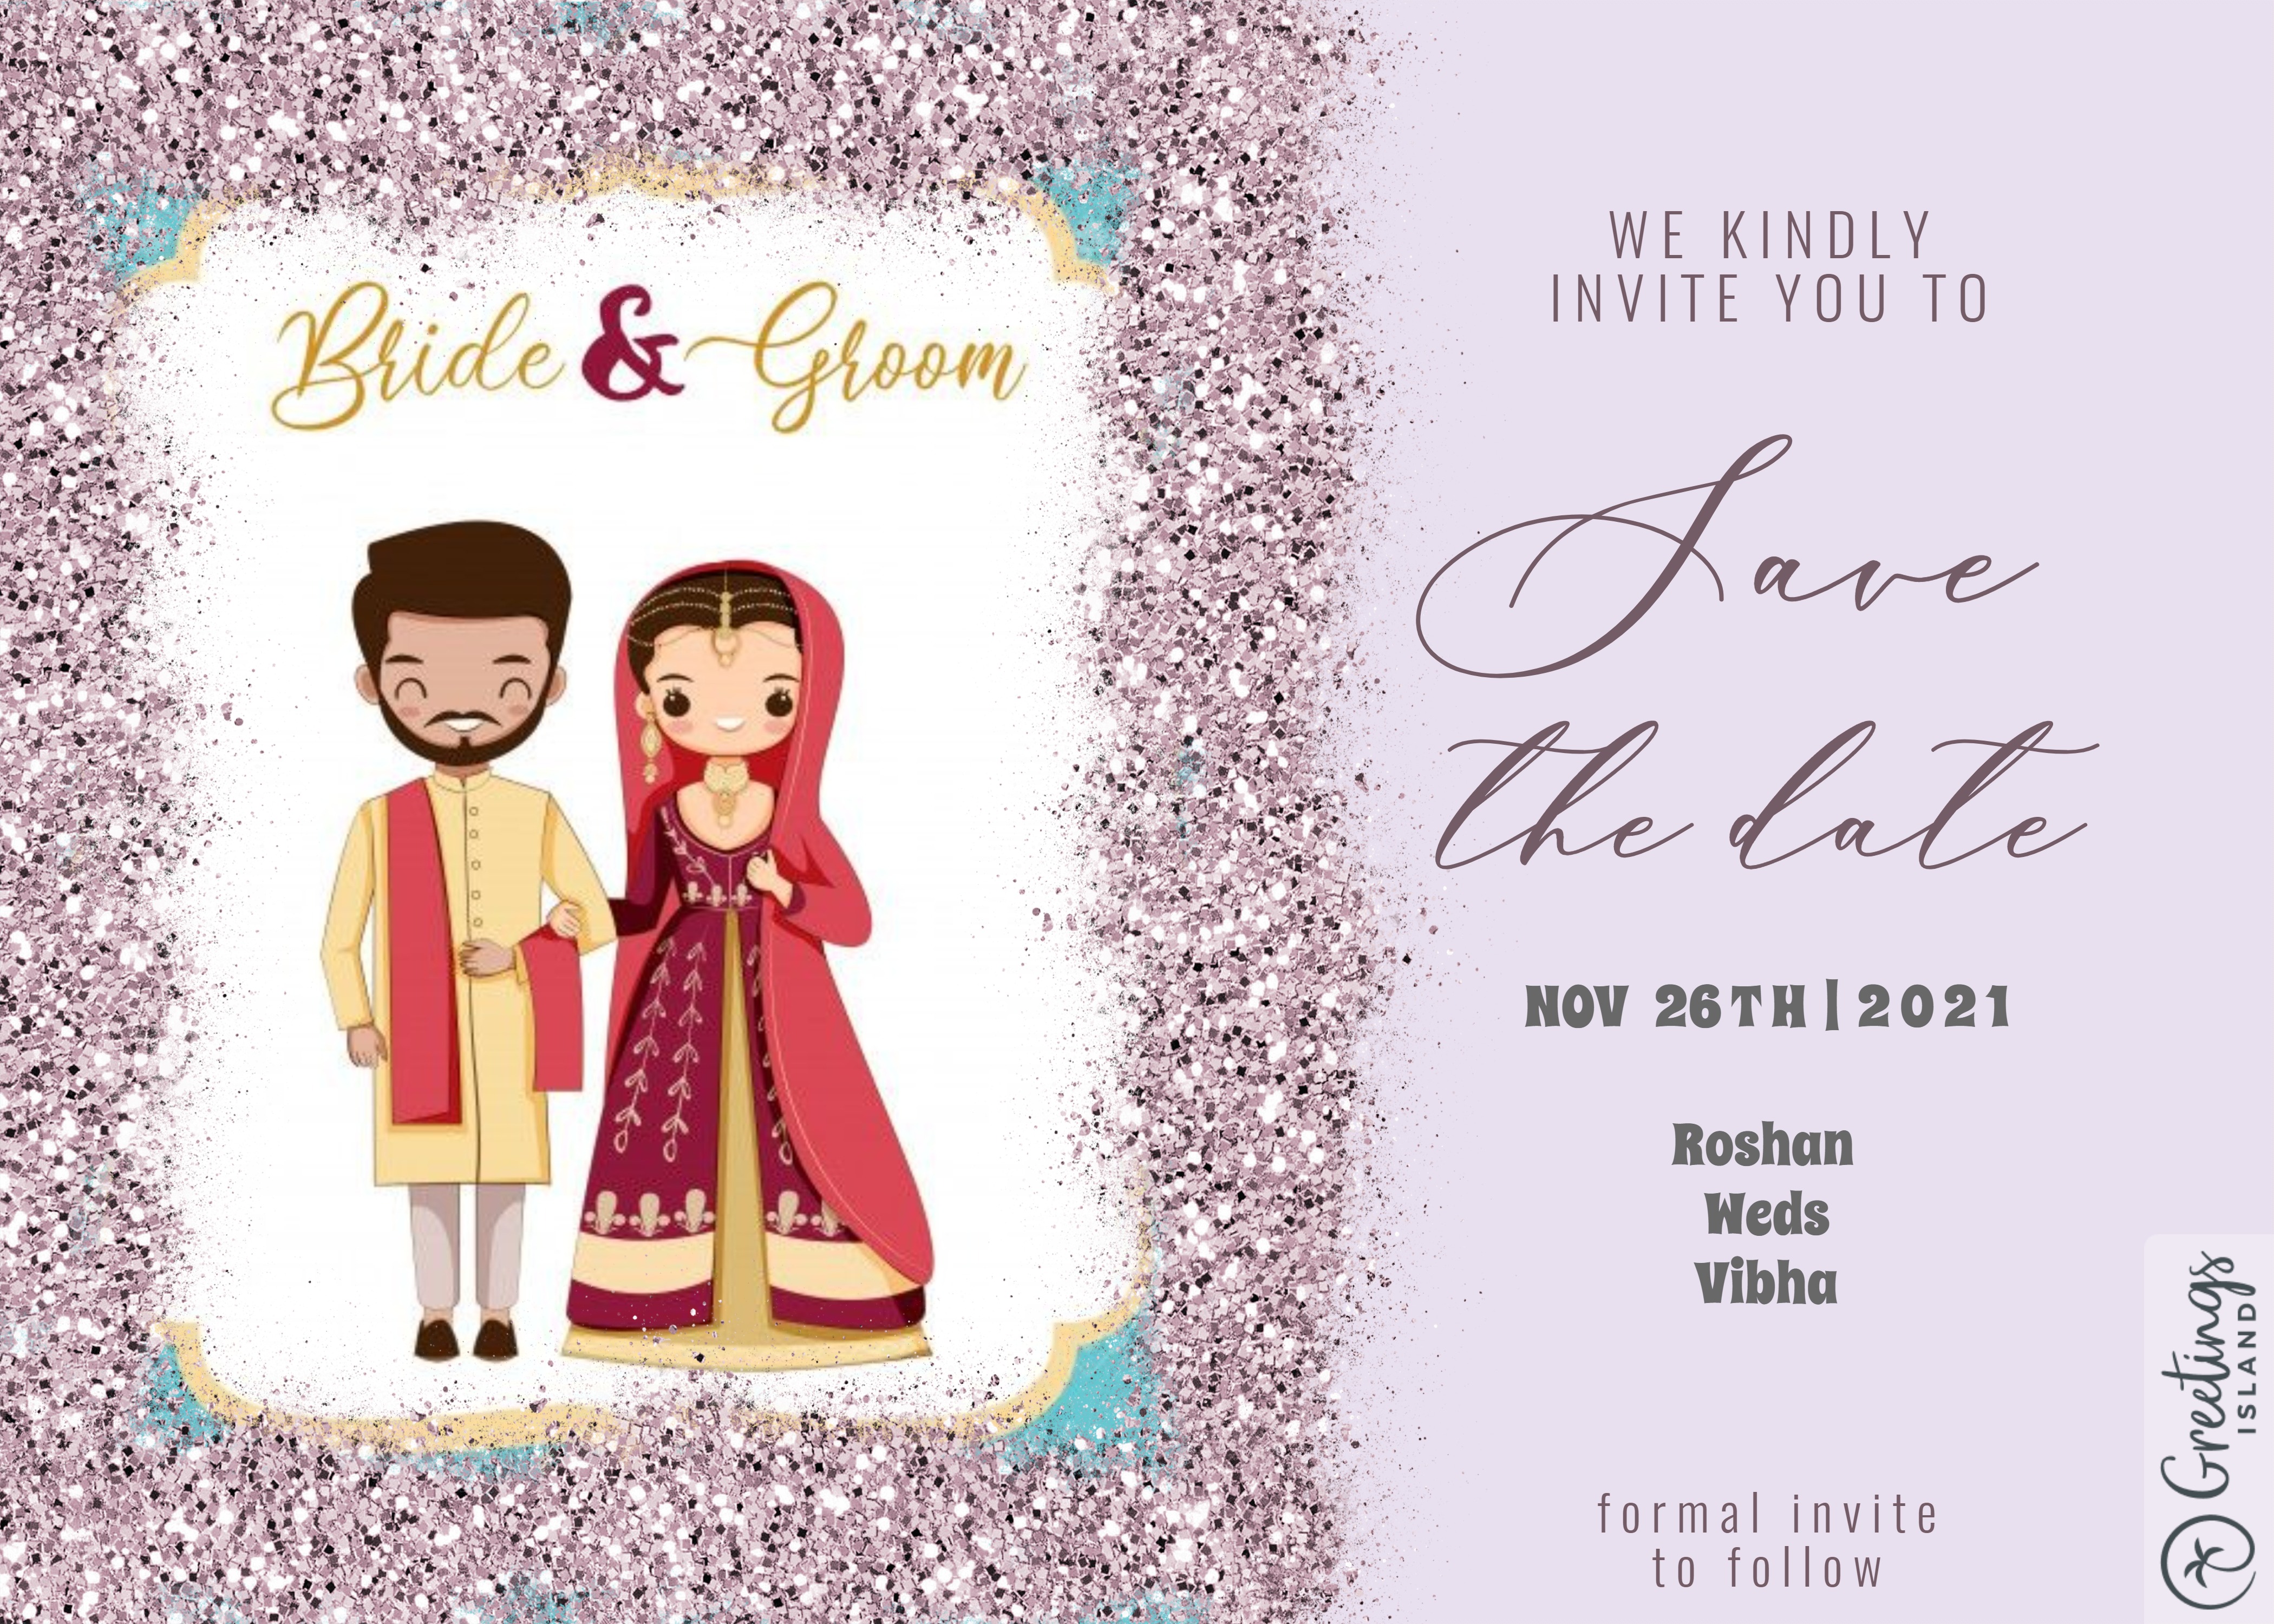 Bride & Groom
WE KINDLY
INVITE YOU TO
Save
the date
NOV 26TH|2021
Roshan
Weds
Vibha
formal invite
to follow
Greetings
ISLAND